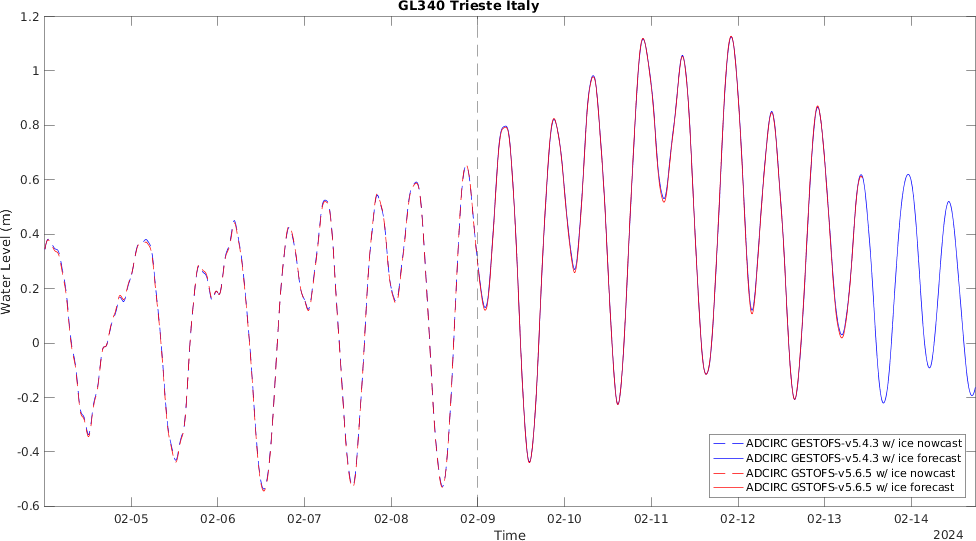 GL340 Trieste Italy
1.2
1
0.8
0.6
0.4
0.2
0
-0.2
-0.4
-0.6
Water Level (m)
ADCIRC GESTOFS-v5.4.3 w/ ice nowcast
ADCIRC GESTOFS-v5.4.3 w/ ice forecast
ADCIRC GSTOFS-v5.6.5 w/ ice nowcast
ADCIRC GSTOFS-v5.6.5 w/ ice forecast
02-05 02-06 02-07 02-08 02-09 02-10 02-11 02-12 02-13 02-14
Time 2024